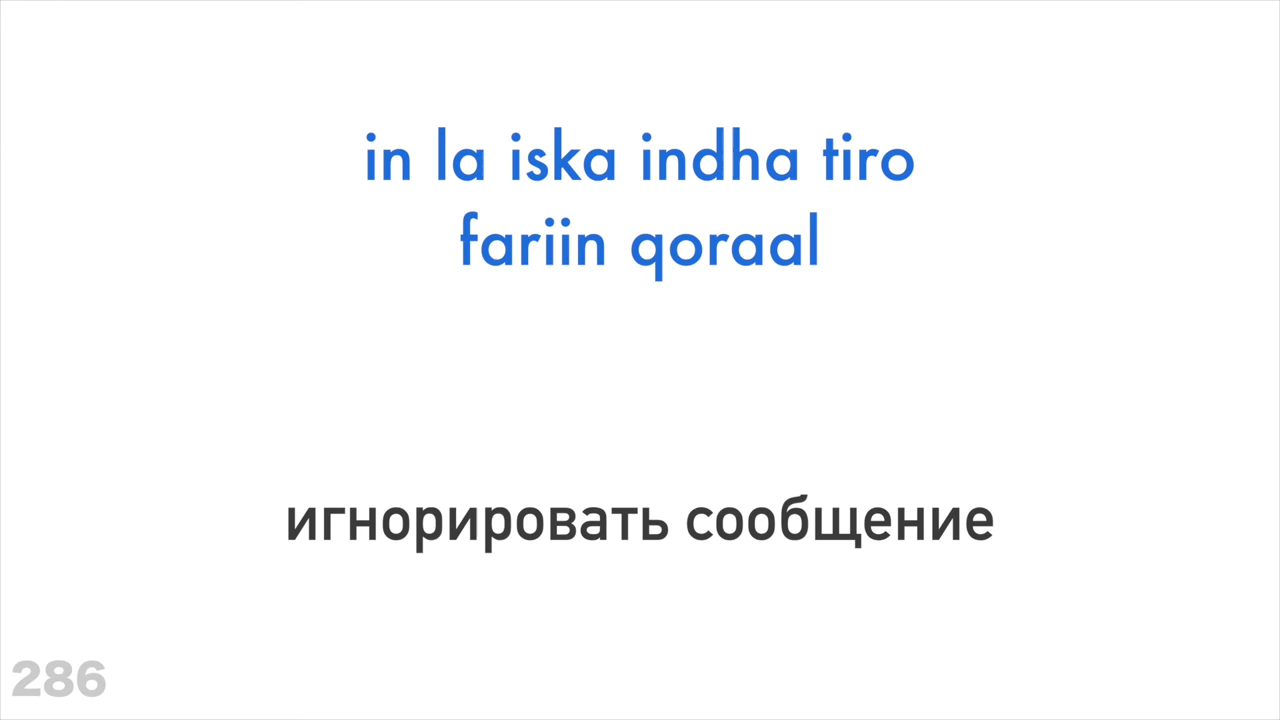 in la iska indha tiro
fariin qoraal
игнорировать сообщение
286